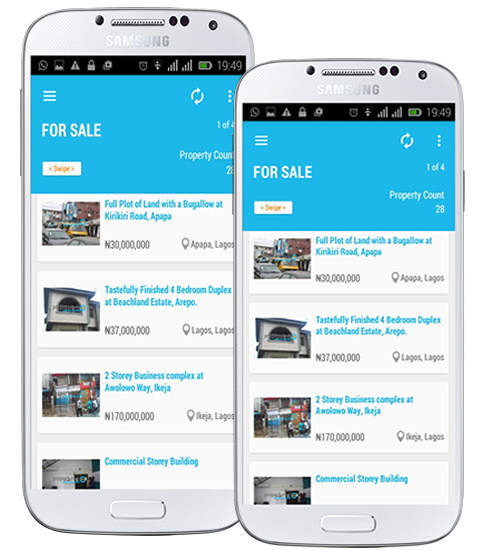 SAMSUNG
19:49
FOR SALE
1 of 4
< Swipe >
Property Count
28
Full Plot of Land with a Bugallow at
Kirikiri Road, Apapa
₦30,000,000
Apapa, Lagos
Tastefully Finished 4 Bedroom Duplex
at Beachland Estate, Arepo.
₦37,000,000
Lagos, Lagos
2 Storey Business complex at
Awolowo Way, Ikeja
₦170,000,000
Ikeja, Lagos
Commercial Storey Building
SAMSUNG
19:49
FOR SALE
1 of 4
< Swipe >
Property Count
28
Full Plot of Land with a Bugallow at
Kirikiri Road, Apapa
₦30,000,000
Apapa, Lagos
Tastefully Finished 4 Bedroom Duplex
at Beachland Estate, Arepo.
₦37,000,000
Lagos, Lagos
2 Storey Business complex at
Awolowo Way, Ikeja
₦170,000,000
Ikeja, Lagos
Commercial Storey Building